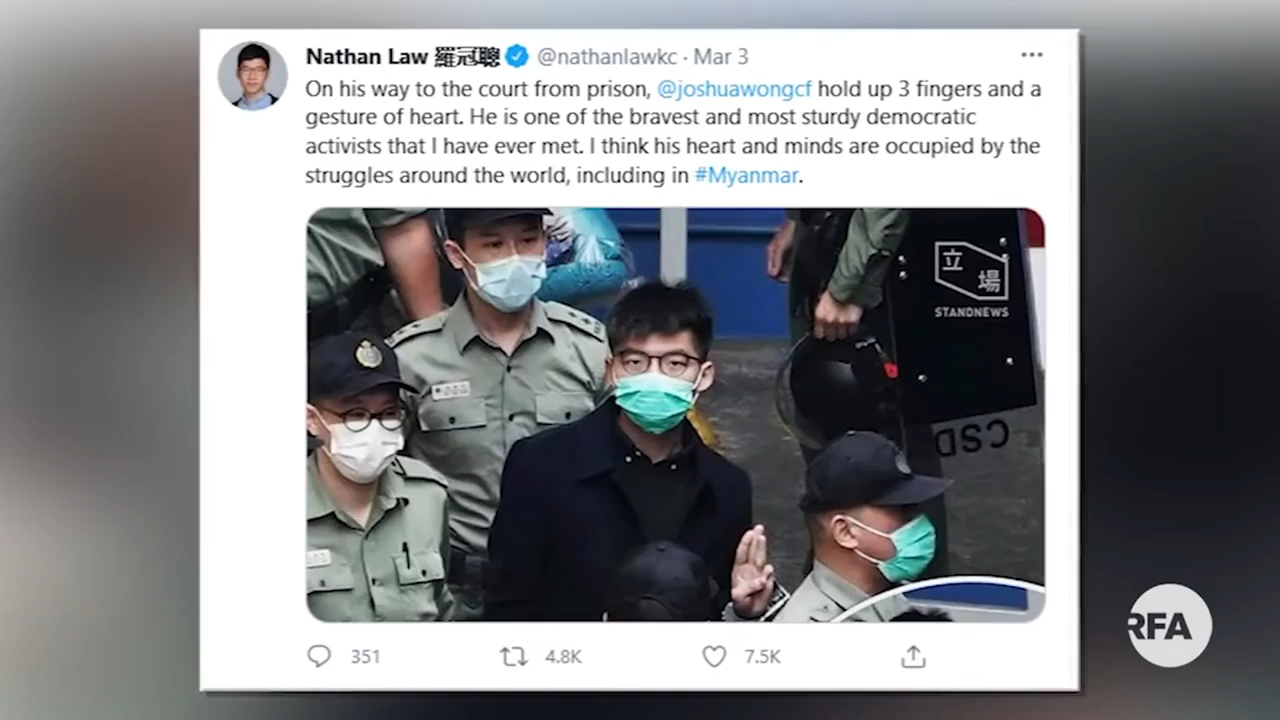 Nathan Law 羅冠聰 @nathanlawkc · Mar 3
On his way to the court from prison, @joshuawongcf hold up 3 fingers and a
gesture of heart. He is one of the bravest and most sturdy democratic
activists that I have ever met. I think his heart and minds are occupied by the
struggles around the world, including in #Myanmar.
立場
STANDNEWS
CSD
351 4.8K 7.5K
RFA